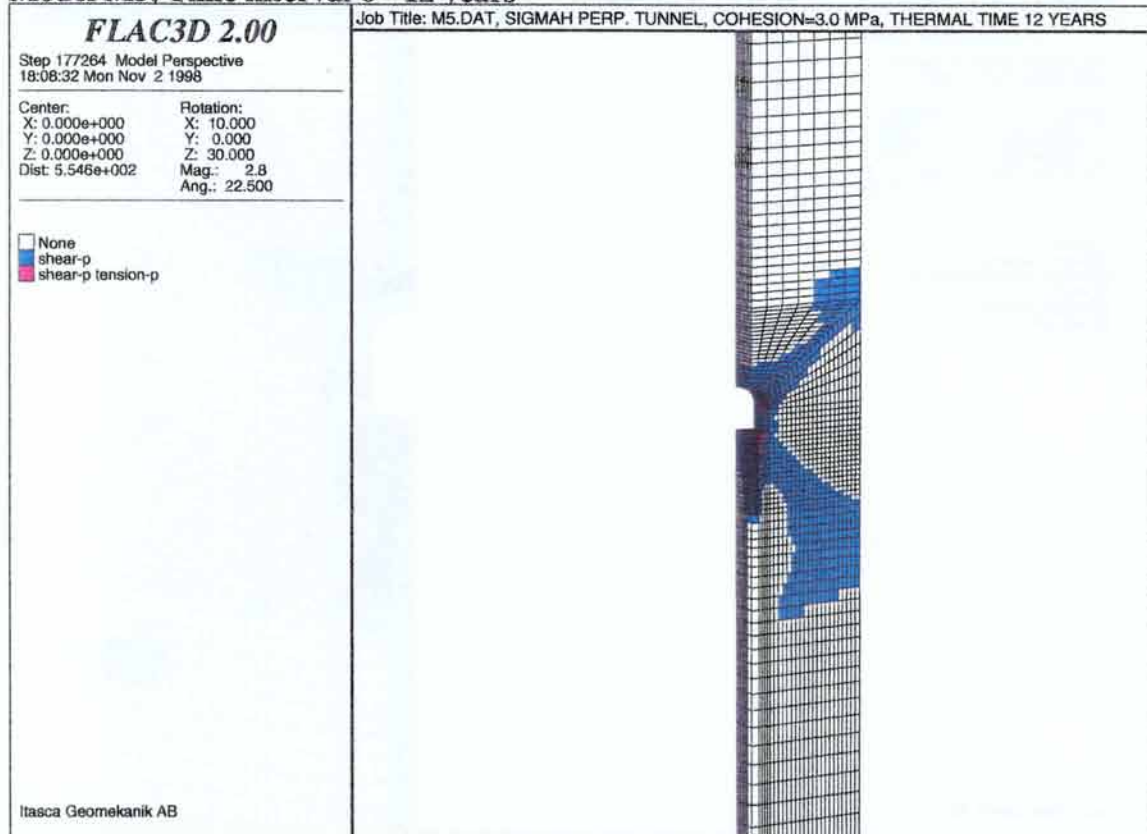 FLAC3D 2.00
Step 177264 Model Perspective
18:08:32 Mon Nov 2 1998
Center:
X: 0.000e+000
Y: 0.000e+000
Z: 0.000e+000
Dist: 5.546e+002
Rotation:
X: 10.000
Y: 0.000
Z: 30.000
Mag.: 2.8
Ang.: 22.500
None
shear-p
shear-p tension-p
Itasca Geomekanik AB
Job Title: M5.DAT, SIGMAH PERP. TUNNEL, COHESION=3.0 MPa, THERMAL TIME 12 YEARS